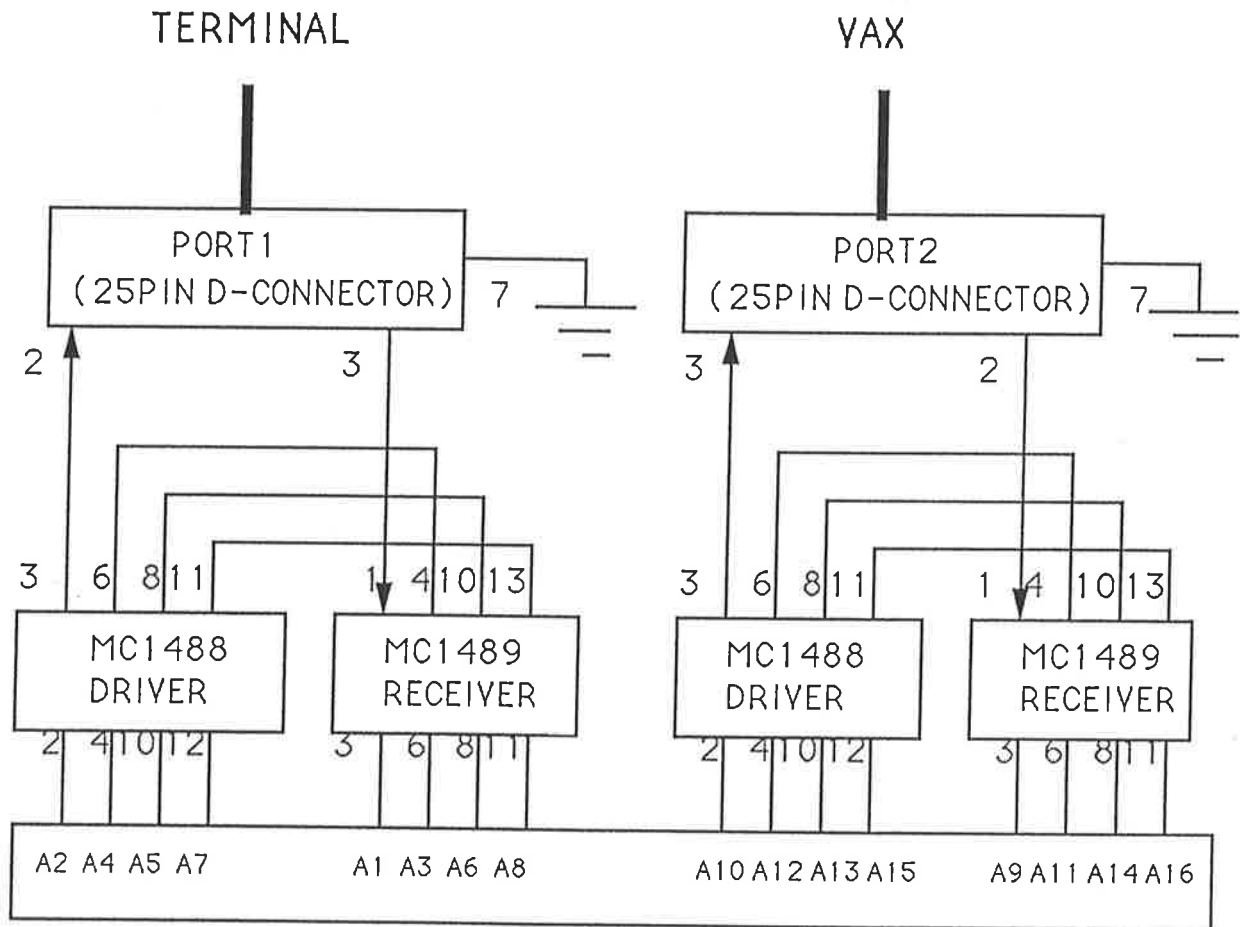 TERMINAL VAX
PORT1 PORT2
(25PIN D-CONNECTOR) 7 (25PIN D-CONNECTOR) 7
2 3 3 2
3 6 8 11 1 4 10 13 3 6 8 11 1 4 10 13
MC1488 MC1489 MC1488 MC1489
DRIVER RECEIVER DRIVER RECEIVER
2 4 10 12 3 6 8 11 2 4 10 12 3 6 8 11
A2 A4 A5 A7 A1 A3 A6 A8 A10 A12 A13 A15 A9 A11 A14 A16